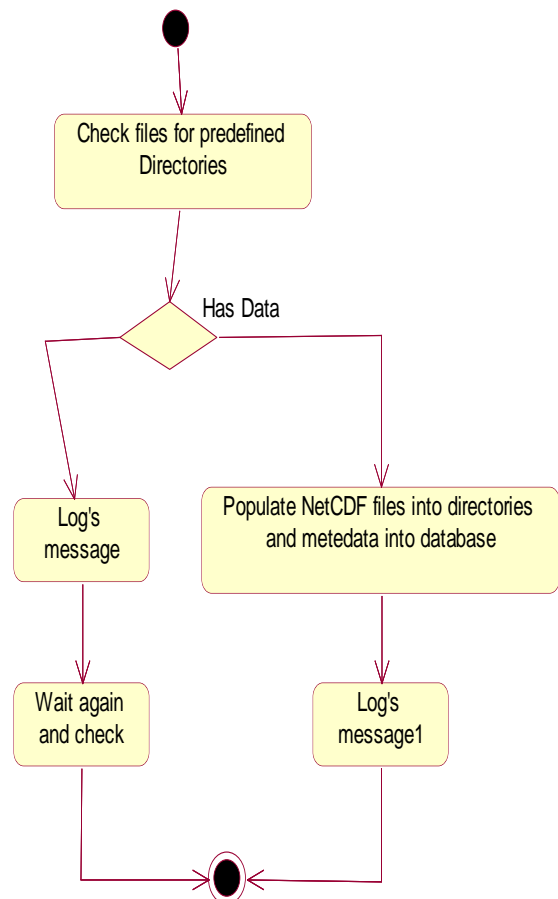 Check files for predefined
Directories
Has Data
Log's
message
Populate NetCDF files into directories
and metedata into database
Wait again
and check
Log's
message1